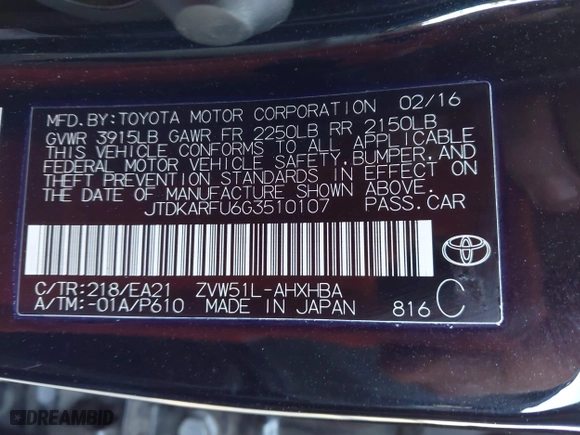 MFD.BY:TOYOTA MOTOR CORPORATION 02/16
GVWR 3915LB GAWR FR 2250LB RR 2150LB
THIS VEHICLE CONFORMS TO ALL APPLICABLE
FEDERAL MOTOR VEHICLE SAFETY,BUMPER,AND
THEFT PREVENTION STANDARDS IN EFFECT ON
THE DATE OF MANUFACTURE SHOWN ABOVE.
JTDKARFU6G3510107 PASS.CAR
C/TR:218/EA21 ZVW51L-AHXHBA
A/TM:-01A/P610 MADE IN JAPAN 816 C
DREAMBID